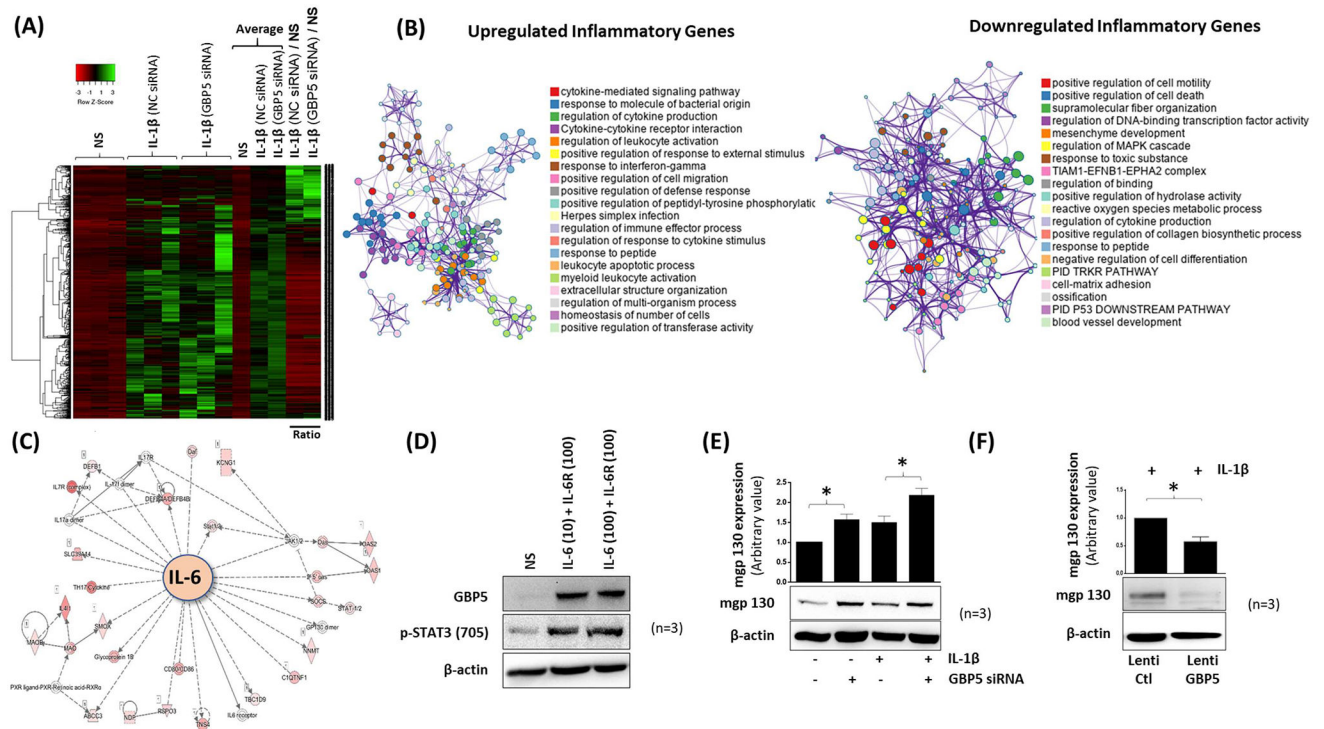 (A)
-3 -1 1 3
Row Z-Score
NS
IL-1β (NC siRNA)
IL-1β (GBP5 siRNA)
Average
NS
IL-1β (NC siRNA)
IL-1β (GBP5 siRNA)
IL-1β (NC siRNA) / NS
IL-1β (GBP5 siRNA) / NS
Ratio
(B)
Upregulated Inflammatory Genes
cytokine-mediated signaling pathway
response to molecule of bacterial origin
regulation of cytokine production
Cytokine-cytokine receptor interaction
regulation of leukocyte activation
positive regulation of response to external stimulus
response to interferon-gamma
positive regulation of cell migration
positive regulation of defense response
positive regulation of peptidyl-tyrosine phosphorylatic
Herpes simplex infection
regulation of immune effector process
regulation of response to cytokine stimulus
response to peptide
leukocyte apoptotic process
myeloid leukocyte activation
extracellular structure organization
regulation of multi-organism process
homeostasis of number of cells
positive regulation of transferase activity
Downregulated Inflammatory Genes
positive regulation of cell motility
positive regulation of cell death
supramolecular fiber organization
regulation of DNA-binding transcription factor activity
mesenchyme development
regulation of MAPK cascade
response to toxic substance
TIAM1-EFNB1-EPHA2 complex
regulation of binding
positive regulation of hydrolase activity
reactive oxygen species metabolic process
regulation of cytokine production
positive regulation of collagen biosynthetic process
response to peptide
negative regulation of cell differentiation
PID TRKR PATHWAY
cell-matrix adhesion
ossification
PID P53 DOWNSTREAM PATHWAY
blood vessel development
(C)
IL17R
Daf
KCNG1
DEFB1
IL-17f dimer
IL7R (complex)
DEFB4A/DEFB4B
IL17a dimer
Stat1/3
JAK1/2
Oas
OAS2
OAS1
SLC39A14
IL-6
TH17 Cytokine
SOCS
STAT-1/2
IL4I1
SMOX
GP130 dimer
MAOB
MAO
NNMT
Glycoprotein 1B
CD80/CD86
C1QTNF1
PXR ligand-PXR-Retinoic acid-RXRα
TBC1D9
ABCC3
NDP
RSPO3
TNS4
IL6 receptor
(D)
NS
IL-6 (10) + IL-6R (100)
IL-6 (100) + IL-6R (100)
GBP5
p-STAT3 (705)
(n=3)
β-actin
(E)
mgp 130 expression
(Arbitrary value)
2.5
2.0
1.5
1.0
0.5
0.0
*
*
mgp 130
(n=3)
β-actin
- - + + IL-1β
- + - + GBP5 siRNA
(F)
+ + IL-1β
*
mgp 130 expression
(Arbitrary value)
1.5
1.0
0.5
0.0
mgp 130
(n=3)
β-actin
Lenti Lenti
Ctl GBP5